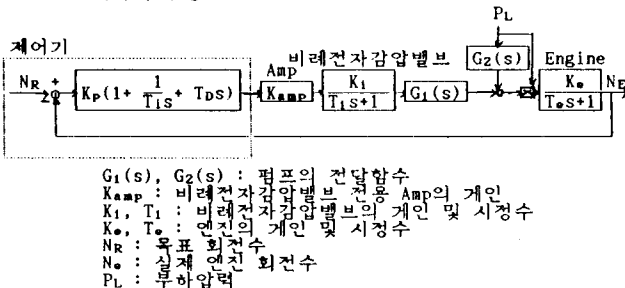 P_L
제어기
비례전자감압밸브
Amp
G₂(s)
Engine
N_R +
K_P(1+ 1/T_i s + T_D s)
K_amp
K₁/T₁s+1
G₁(s)
K_e/T_e s+1
N_E
G₁(s), G₂(s) : 펌프의 전달함수
K_amp : 비례전자감압밸브 전용 Amp의 게인
K₁, T₁ : 비례전자감압밸브의 게인 및 시정수
K_e, T_e : 엔진의 게인 및 시정수
N_R : 목표 회전수
N_e : 실제 엔진 회전수
P_L : 부하압력